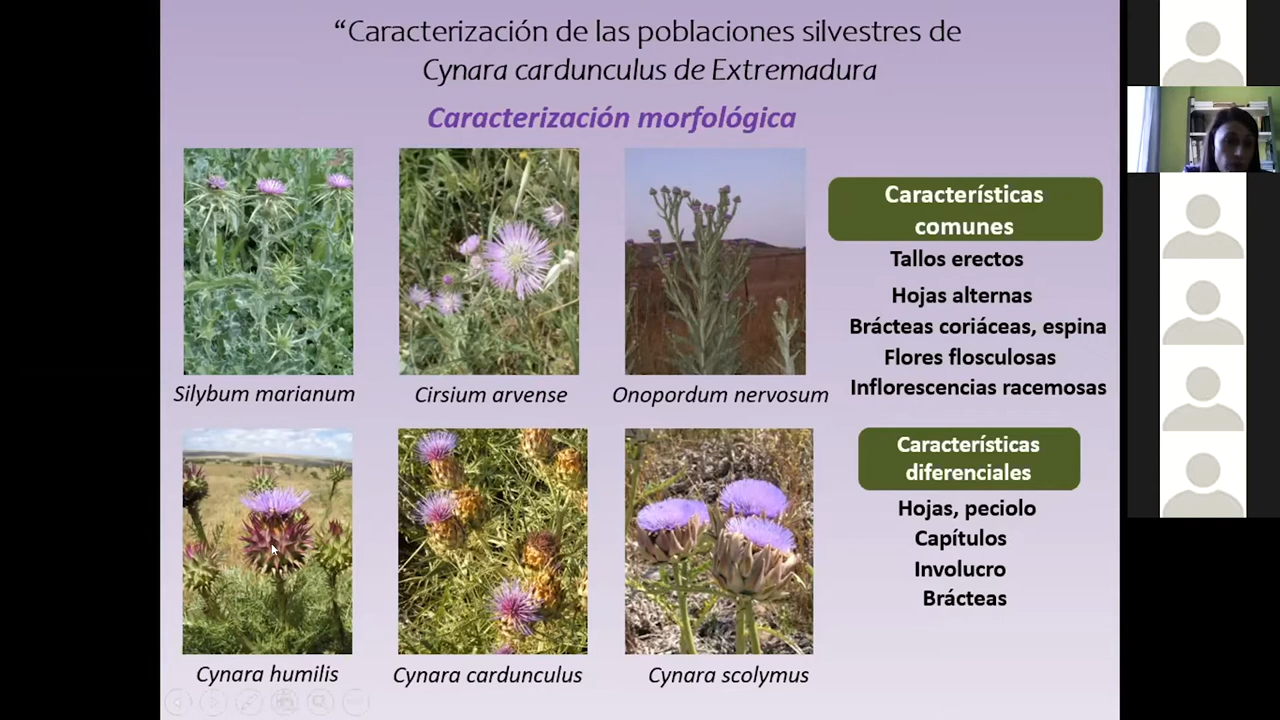 “Caracterización de las poblaciones silvestres de
Cynara cardunculus de Extremadura
Caracterización morfológica
Silybum marianum
Cirsium arvense
Onopordum nervosum
Cynara humilis
Cynara cardunculus
Cynara scolymus
Características
comunes
Tallos erectos
Hojas alternas
Brácteas coriáceas, espina
Flores flosculosas
Inflorescencias racemosas
Características
diferenciales
Hojas, peciolo
Capítulos
Involucro
Brácteas